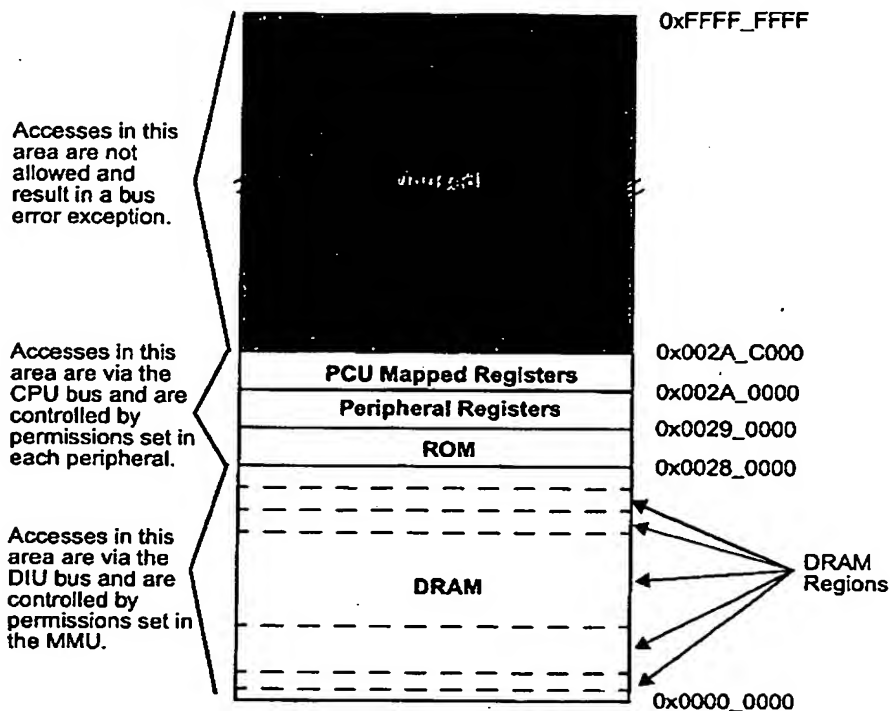 0xFFFF_FFFF
Accesses in this
area are not
allowed and
result in a bus
error exception.
0x002A_C000
Accesses in this
area are via the
CPU bus and are
controlled by
permissions set in
each peripheral.
PCU Mapped Registers
0x002A_0000
Peripheral Registers
0x0029_0000
ROM
0x0028_0000
Accesses in this
area are via the
DIU bus and are
controlled by
permissions set in
the MMU.
DRAM
DRAM
Regions
0x0000_0000